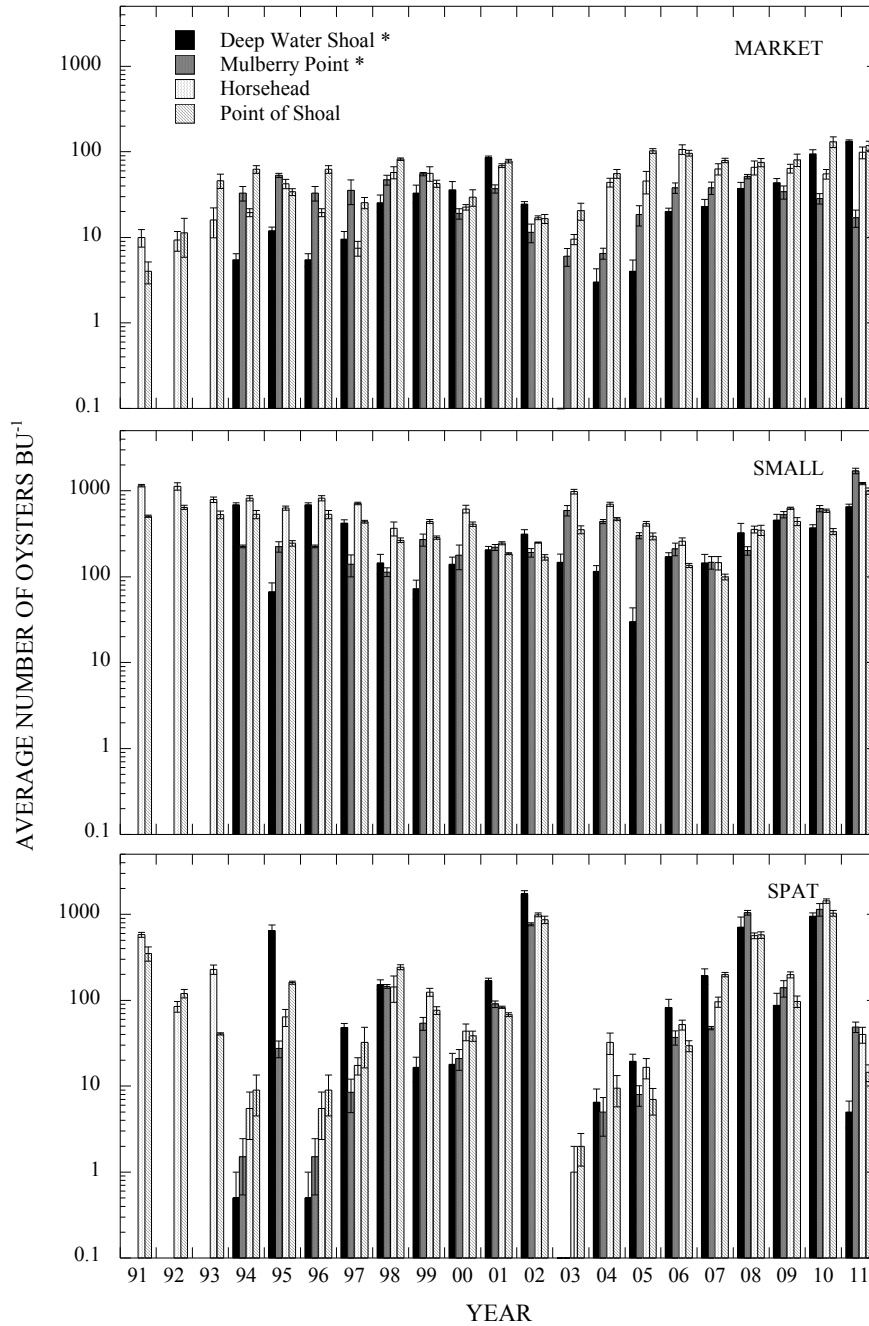 Deep Water Shoal *
Mulberry Point *
Horsehead
Point of Shoal
MARKET
1000
100
10
1
0.1
SMALL
1000
100
10
1
0.1
SPAT
1000
100
10
1
0.1
AVERAGE NUMBER OF OYSTERS BU⁻¹
91 92 93 94 95 96 97 98 99 00 01 02 03 04 05 06 07 08 09 10 11
YEAR